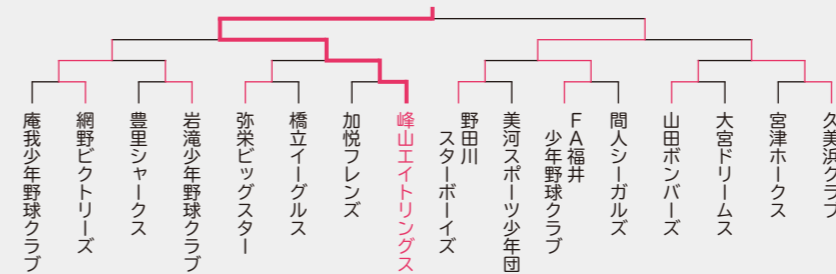 庵我少年野球クラブ
網野ビクトリーズ
豊里シャークス
岩滝少年野球クラブ
弥栄ビッグスター
橋立イーグルス
加悦フレンズ
峰山エイトリングス
野田川
スターボーイズ
美河スポーツ少年団
FA福井
少年野球クラブ
間人シーガルズ
山田ボンバーズ
大宮ドリームス
宮津ホークス
久美浜クラブ